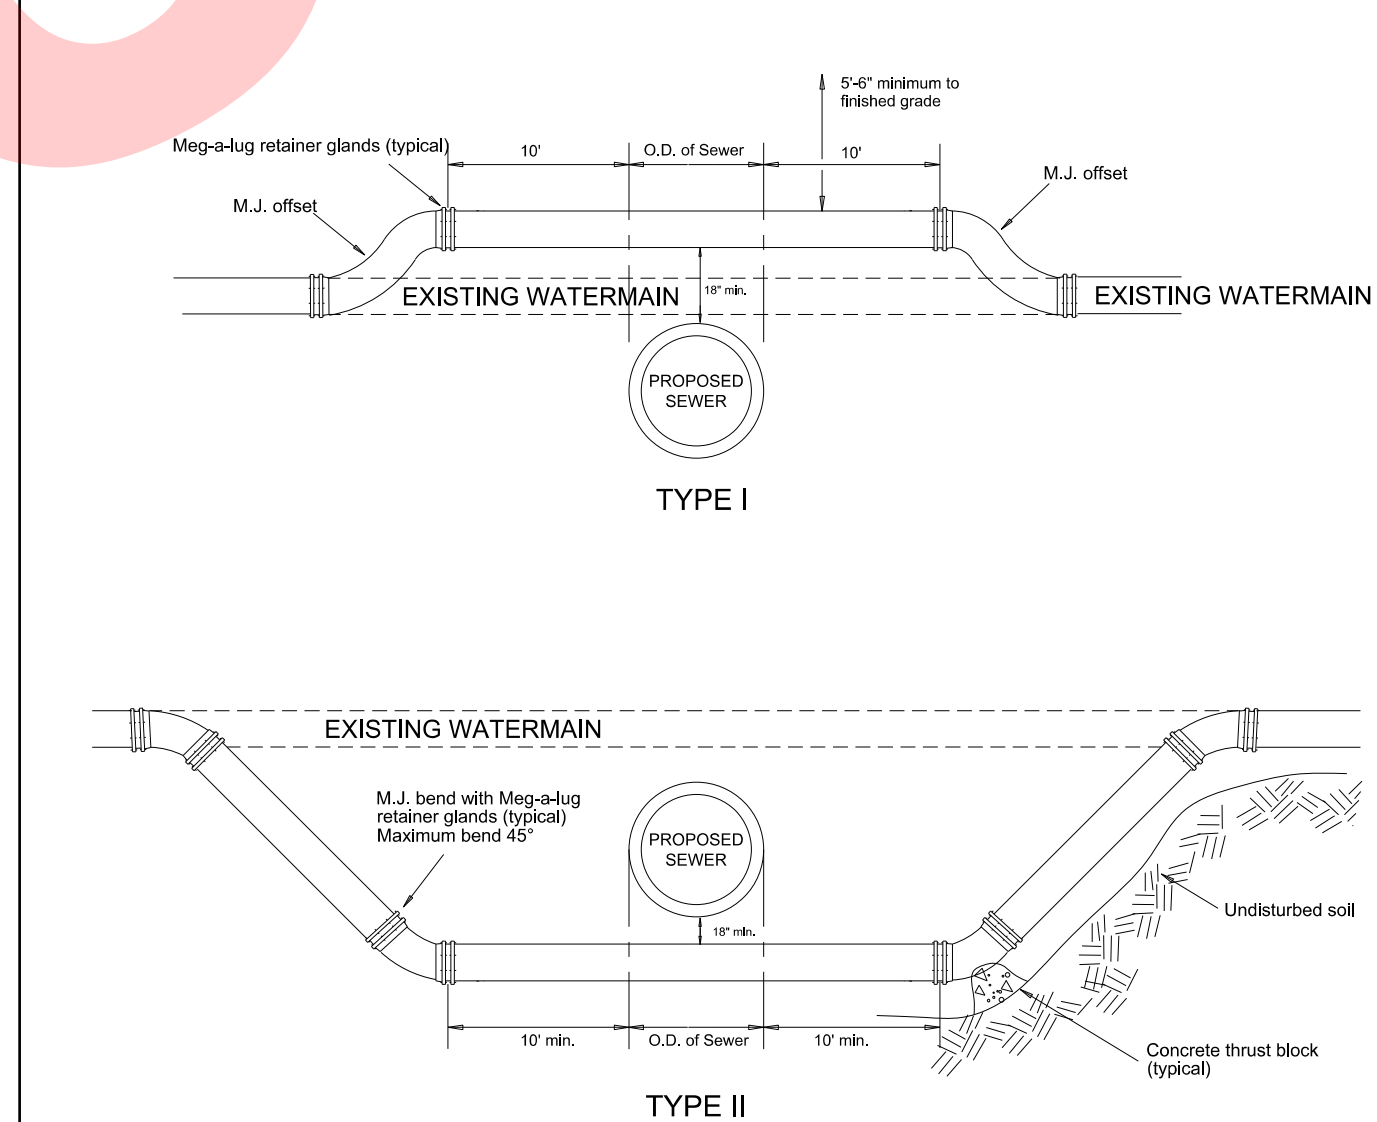 5'-6" minimum to
finished grade
Meg-a-lug retainer glands (typical)
10'
O.D. of Sewer
10'
M.J. offset
M.J. offset
EXISTING WATERMAIN
18" min.
EXISTING WATERMAIN
PROPOSED
SEWER
TYPE I
EXISTING WATERMAIN
M.J. bend with Meg-a-lug
retainer glands (typical)
Maximum bend 45°
PROPOSED
SEWER
Undisturbed soil
18" min.
10' min.
O.D. of Sewer
10' min.
Concrete thrust block
(typical)
TYPE II